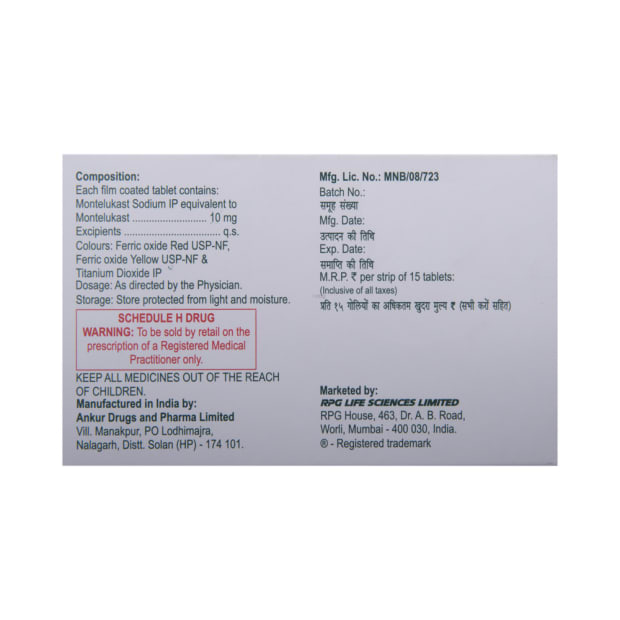 Composition:
Each film coated tablet contains:
Montelukast Sodium IP equivalent to
Montelukast ........................... 10 mg
Excipients ................................... q.s.
Colours: Ferric oxide Red USP-NF,
Ferric oxide Yellow USP-NF &
Titanium Dioxide IP
Dosage: As directed by the Physician.
Storage: Store protected from light and moisture.
SCHEDULE H DRUG
WARNING: To be sold by retail on the
prescription of a Registered Medical
Practitioner only.
KEEP ALL MEDICINES OUT OF THE REACH
OF CHILDREN.
Manufactured in India by:
Ankur Drugs and Pharma Limited
Vill. Manakpur, PO Lodhimajra,
Nalagarh, Distt. Solan (HP) - 174 101.
Mfg. Lic. No.: MNB/08/723
Batch No.:
समूह संख्या
Mfg. Date:
उत्पादन की तिथि
Exp. Date:
समाप्ति की तिथि
M.R.P. ₹ per strip of 15 tablets:
(Inclusive of all taxes)
प्रति १५ गोलियों का अधिकतम खुदरा मुल्य ₹ (सभी करों सहित)
Marketed by:
RPG LIFE SCIENCES LIMITED
RPG House, 463, Dr. A. B. Road,
Worli, Mumbai - 400 030, India.
® - Registered trademark